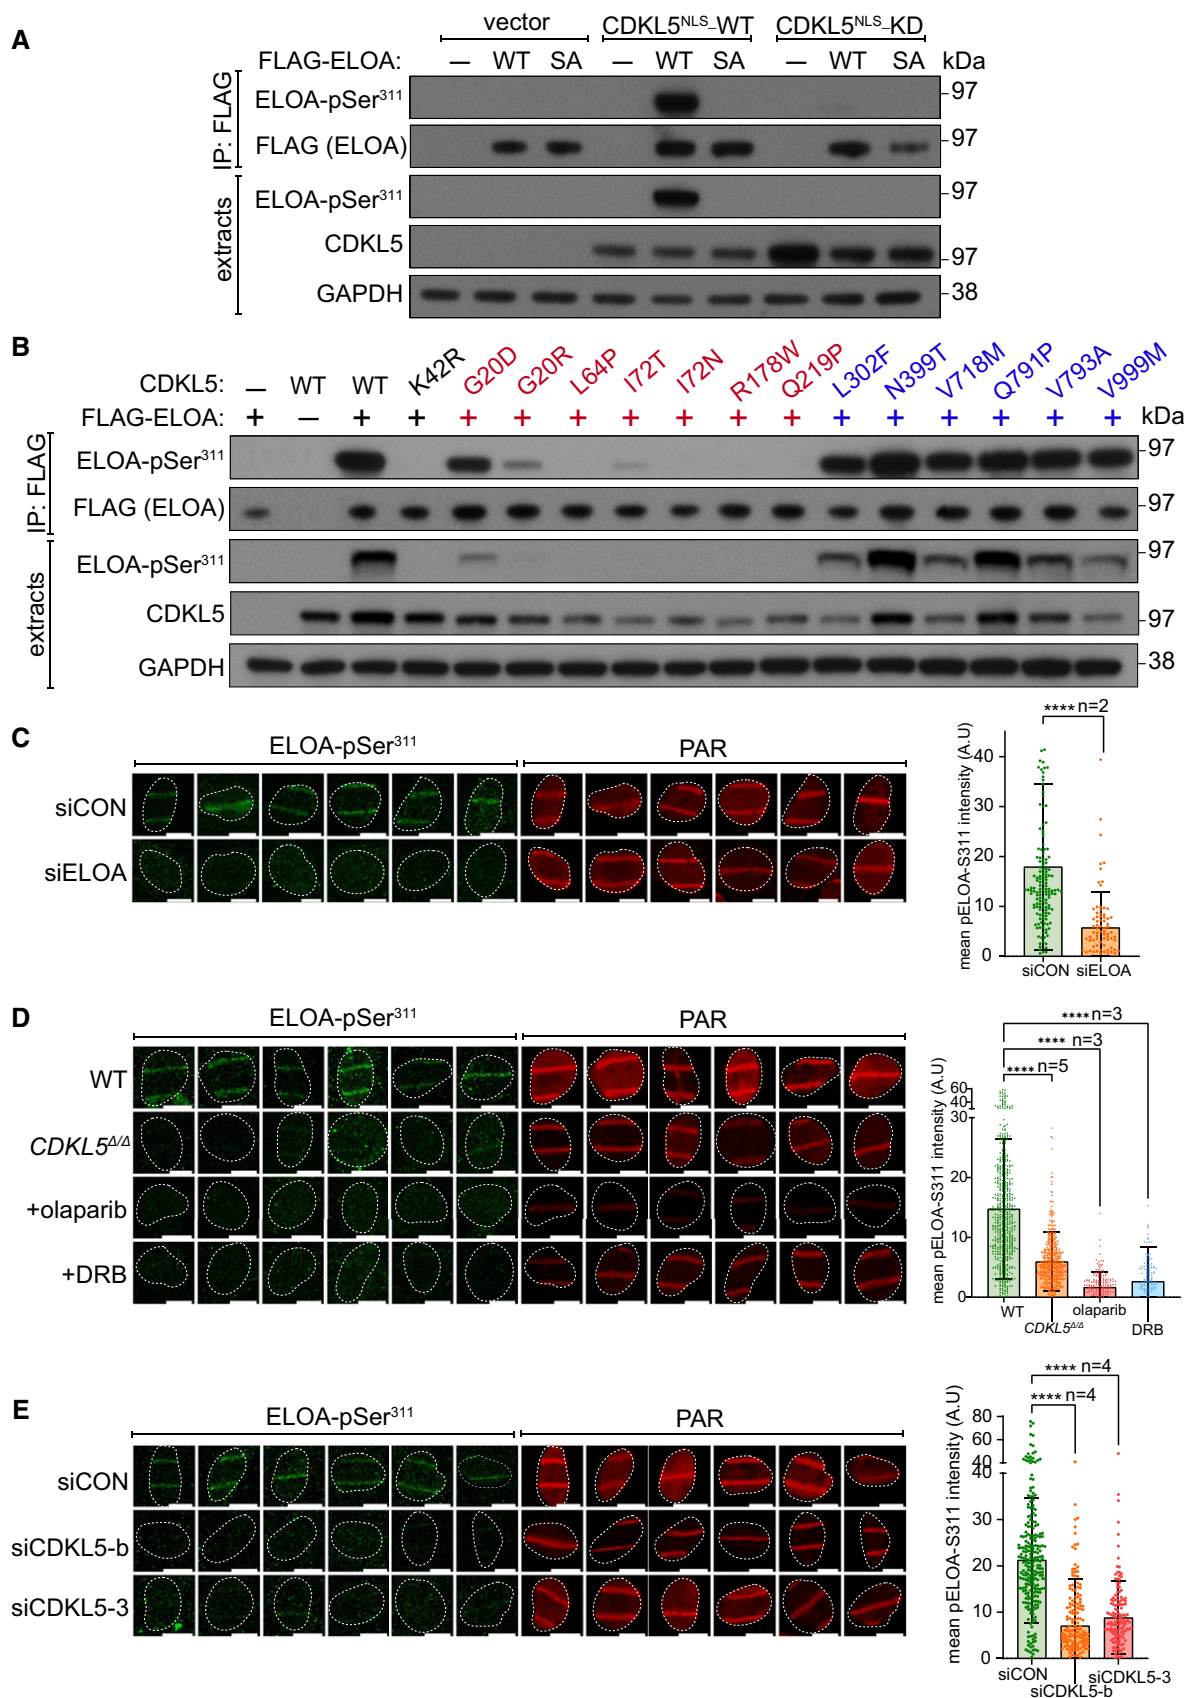 A
vector CDKL5NLS_WT CDKL5NLS_KD
FLAG-ELOA: – WT SA – WT SA – WT SA kDa
IP: FLAG
ELOA-pSer311 97
FLAG (ELOA) 97
extracts
ELOA-pSer311 97
CDKL5 97
GAPDH 38
B
CDKL5: – WT WT K42R G20D G20R L64P I72T I72N R178W Q219P L302F N399T V718M Q791P V793A V999M
FLAG-ELOA: + – + + + + + + + + + + + + + + + kDa
IP: FLAG
ELOA-pSer311 97
FLAG (ELOA) 97
extracts
ELOA-pSer311 97
CDKL5 97
GAPDH 38
C
ELOA-pSer311 PAR
siCON
siELOA
**** n=2
mean pELOA-S311 intensity (A.U)
40
30
20
10
0
siCON siELOA
D
ELOA-pSer311 PAR
WT
CDKL5Δ/Δ
+olaparib
+DRB
**** n=3
**** n=3
**** n=5
mean pELOA-S311 intensity (A.U)
60
40
30
20
10
0
WT CDKL5Δ/Δ olaparib DRB
E
ELOA-pSer311 PAR
siCON
siCDKL5-b
siCDKL5-3
**** n=4
**** n=4
mean pELOA-S311 intensity (A.U)
80
60
40
40
30
20
10
0
siCON siCDKL5-b siCDKL5-3